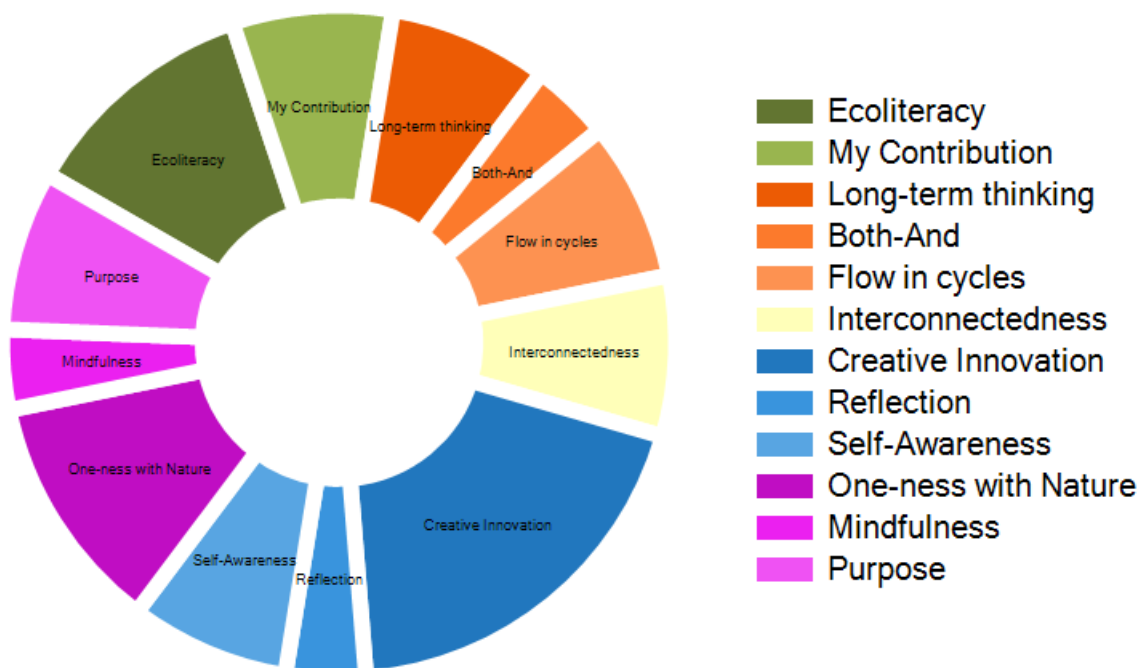 My Contribution
Long-term thinking
Ecoliteracy
Both-And
Flow in cycles
Purpose
Interconnectedness
Mindfulness
One-ness with Nature
Creative Innovation
Self-Awareness
Reflection
Ecoliteracy
My Contribution
Long-term thinking
Both-And
Flow in cycles
Interconnectedness
Creative Innovation
Reflection
Self-Awareness
One-ness with Nature
Mindfulness
Purpose